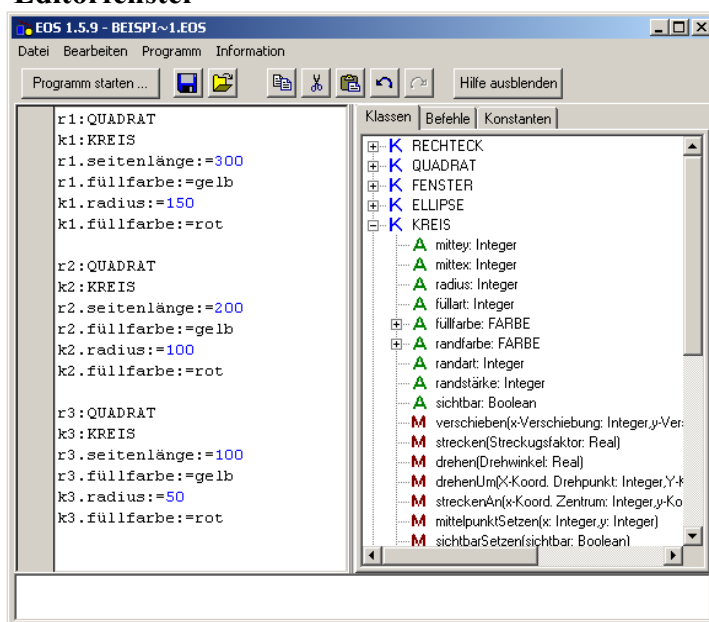 Editorfenster
EOS 1.5.9 - BEISPI~1.EOS
Datei Bearbeiten Programm Information
Programm starten ... Hilfe ausblenden
r1:QUADRAT
k1:KREIS
r1.seitenlänge:=300
r1.füllfarbe:=gelb
k1.radius:=150
k1.füllfarbe:=rot
r2:QUADRAT
k2:KREIS
r2.seitenlänge:=200
r2.füllfarbe:=gelb
k2.radius:=100
k2.füllfarbe:=rot
r3:QUADRAT
k3:KREIS
r3.seitenlänge:=100
r3.füllfarbe:=gelb
k3.radius:=50
k3.füllfarbe:=rot
Klassen Befehle Konstanten
K RECHTECK
K QUADRAT
K FENSTER
K ELLIPSE
K KREIS
A mittey: Integer
A mittex: Integer
A radius: Integer
A füllart: Integer
A füllfarbe: FARBE
A randfarbe: FARBE
A randart: Integer
A randstärke: Integer
A sichtbar: Boolean
M verschieben(x-Verschiebung: Integer,y-Ver:
M strecken(Streckugsfaktor: Real)
M drehen(Drehwinkel: Real)
M drehenUm(X-Koord. Drehpunkt: Integer,Y-K
M streckenAn(x-Koord. Zentrum: Integer,y-Ko
M mittelpunktSetzen(x: Integer,y: Integer)
M sichtbarSetzen(sichtbar: Boolean)